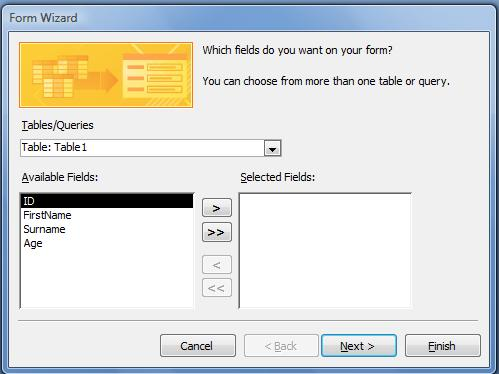 Form Wizard
Which fields do you want on your form?
You can choose from more than one table or query.
Tables/Queries
Table: Table1
Available Fields:
Selected Fields:
ID
FirstName
Surname
Age
>
>>
<
<<
Cancel
< Back
Next >
Finish